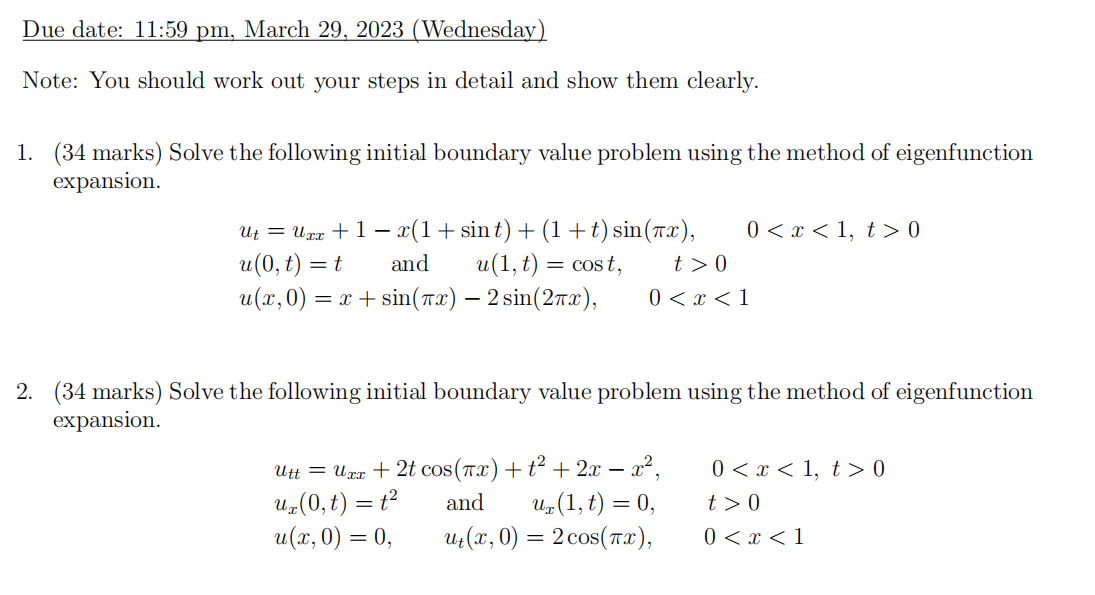 Due date: 11:59 pm, March 29, 2023 (Wednesday)
Note: You should work out your steps in detail and show them clearly.
1. (34 marks) Solve the following initial boundary value problem using the method of eigenfunction
expansion.
u_t = u_{xx} + 1 − x(1 + sin t) + (1 + t) sin(πx), 0 < x < 1, t > 0
u(0, t) = t and u(1, t) = cos t, t > 0
u(x, 0) = x + sin(πx) − 2 sin(2πx), 0 < x < 1
2. (34 marks) Solve the following initial boundary value problem using the method of eigenfunction
expansion.
u_{tt} = u_{xx} + 2t cos(πx) + t² + 2x − x², 0 < x < 1, t > 0
u_x(0, t) = t² and u_x(1, t) = 0, t > 0
u(x, 0) = 0, u_t(x, 0) = 2 cos(πx), 0 < x < 1